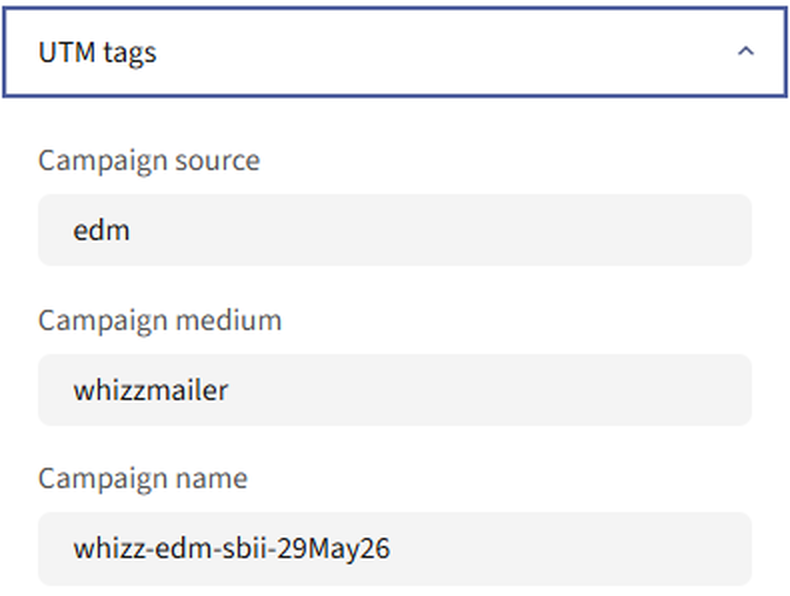 UTM tags
Campaign source
edm
Campaign medium
whizzmailer
Campaign name
whizz-edm-sbii-29May26